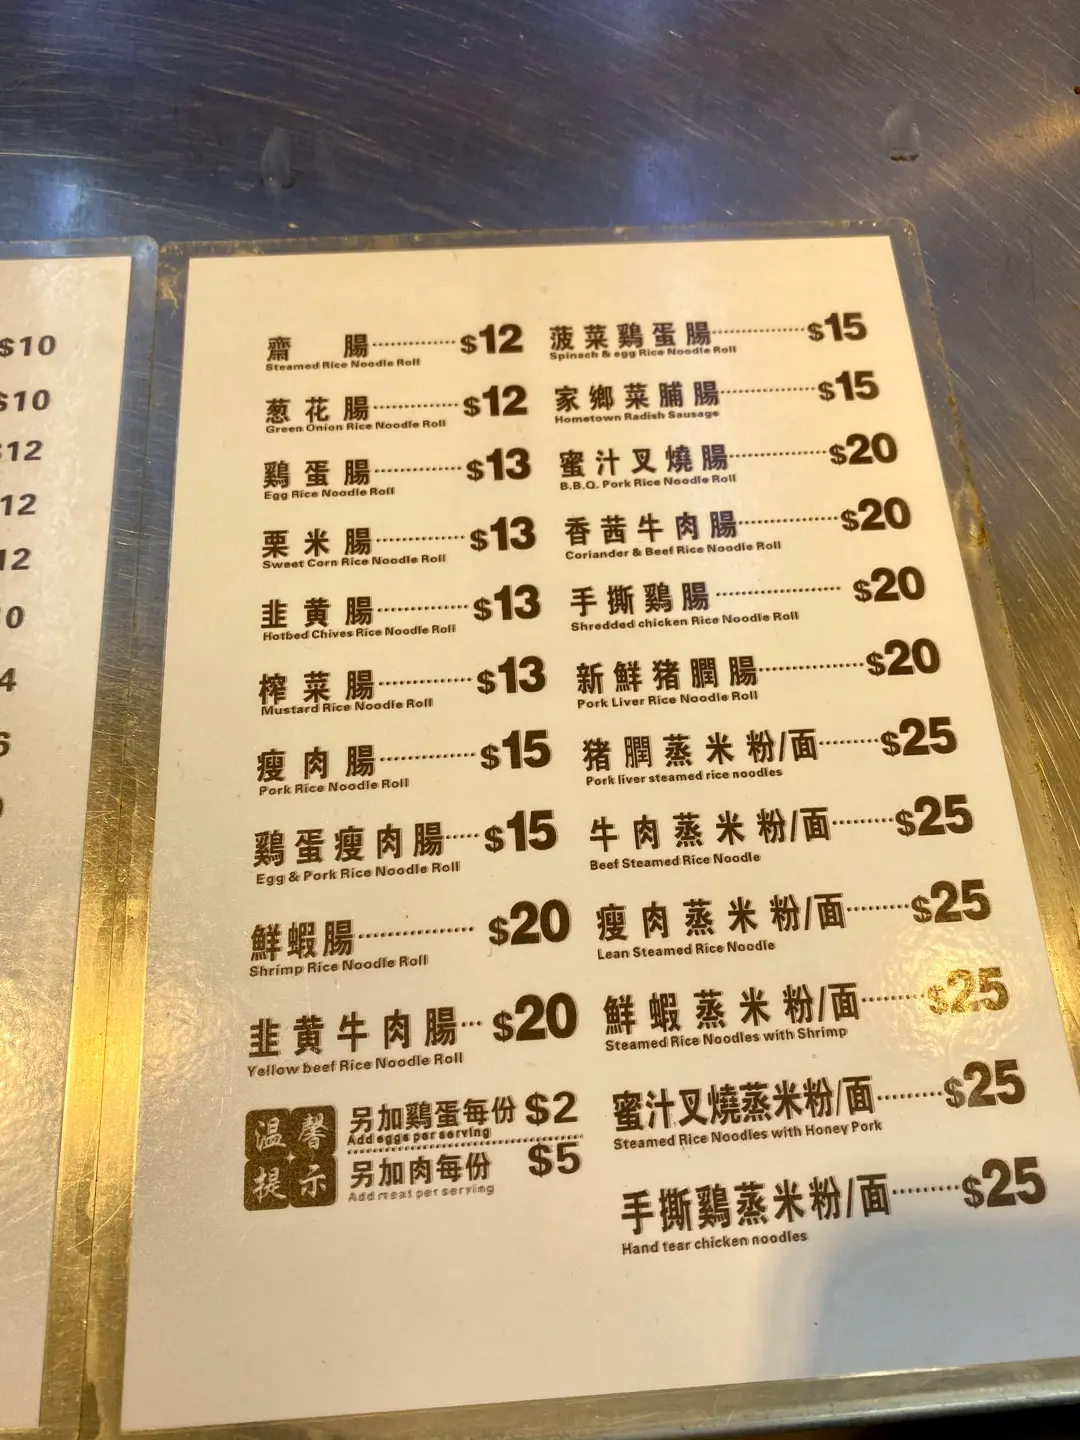 $10
$10
$12
12
12
齋腸 $12
Steamed Rice Noodle Roll
葱花腸 $12
Green Onion Rice Noodle Roll
鷄蛋腸 $13
Egg Rice Noodle Roll
栗米腸 $13
Sweet Corn Rice Noodle Roll
韭黄腸 $13
Hotbed Chives Rice Noodle Roll
榨菜腸 $13
Mustard Rice Noodle Roll
瘦肉腸 $15
Pork Rice Noodle Roll
鷄蛋瘦肉腸 $15
Egg & Pork Rice Noodle Roll
鮮蝦腸 $20
Shrimp Rice Noodle Roll
韭黄牛肉腸 $20
Yellow beef Rice Noodle Roll
温馨提示
另加鷄蛋每份 $2
Add eggs per serving
另加肉每份 $5
Add meat per serving
菠菜鷄蛋腸 $15
Spinach & egg Rice Noodle Roll
家鄉菜脯腸 $15
Hometown Radish Sausage
蜜汁叉燒腸 $20
B.B.Q. Pork Rice Noodle Roll
香茜牛肉腸 $20
Coriander & Beef Rice Noodle Roll
手撕鷄腸 $20
Shredded chicken Rice Noodle Roll
新鮮猪膶腸 $20
Pork Liver Rice Noodle Roll
猪膶蒸米粉/面 $25
Pork liver steamed rice noodles
牛肉蒸米粉/面 $25
Beef Steamed Rice Noodle
瘦肉蒸米粉/面 $25
Lean Steamed Rice Noodle
鮮蝦蒸米粉/面 $25
Steamed Rice Noodles with Shrimp
蜜汁叉燒蒸米粉/面 $25
Steamed Rice Noodles with Honey Pork
手撕鷄蒸米粉/面 $25
Hand tear chicken noodles